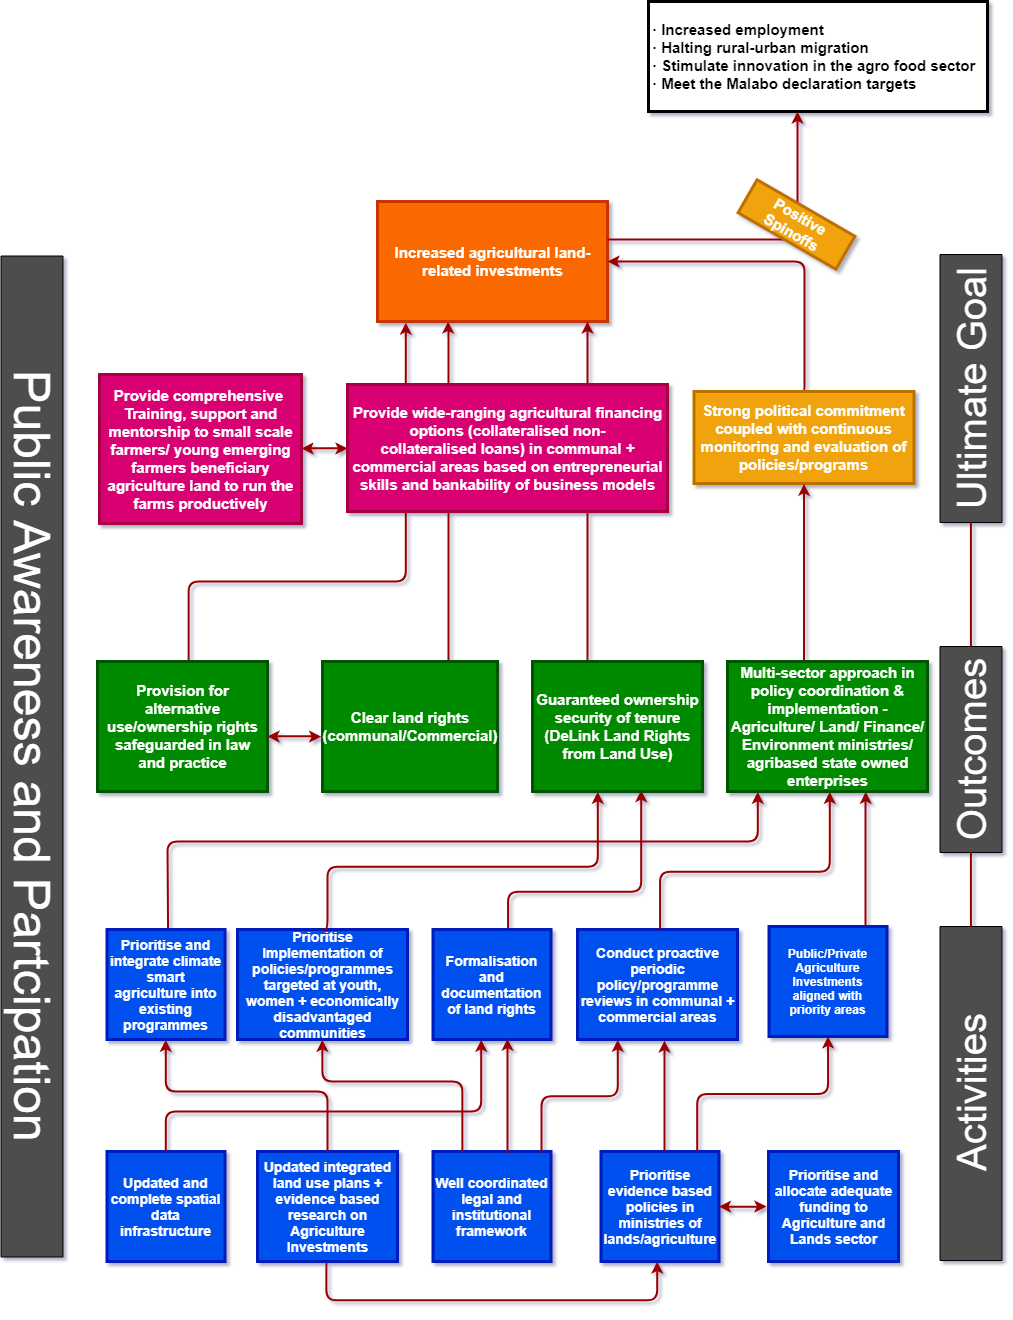 · Increased employment
· Halting rural-urban migration
· Stimulate innovation in the agro food sector
· Meet the Malabo declaration targets
Positive
Spinoffs
Increased agricultural land-
related investments
Public Awareness and Partcipation
Ultimate Goal
Provide comprehensive
Training, support and
mentorship to small scale
farmers/ young emerging
farmers beneficiary
agriculture land to run the
farms productively
Provide wide-ranging agricultural financing
options (collateralised non-
collateralised loans) in communal +
commercial areas based on entrepreneurial
skills and bankability of business models
Strong political commitment
coupled with continuous
monitoring and evaluation of
policies/programs
Outcomes
Provision for
alternative
use/ownership rights
safeguarded in law
and practice
Clear land rights
(communal/Commercial)
Guaranteed ownership
security of tenure
(DeLink Land Rights
from Land Use)
Multi-sector approach in
policy coordination &
implementation -
Agriculture/ Land/ Finance/
Environment ministries/
agribased state owned
enterprises
Activities
Prioritise and
integrate climate
smart
agriculture into
existing
programmes
Prioritise
Implementation of
policies/programmes
targeted at youth,
women + economically
disadvantaged
communities
Formalisation
and
documentation
of land rights
Conduct proactive
periodic
policy/programme
reviews in communal +
commercial areas
Public/Private
Agriculture
Investments
aligned with
priority areas
Updated and
complete spatial
data
infrastructure
Updated integrated
land use plans +
evidence based
research on
Agriculture
Investments
Well coordinated
legal and
institutional
framework
Prioritise
evidence based
policies in
ministries of
lands/agriculture
Prioritise and
allocate adequate
funding to
Agriculture and
Lands sector